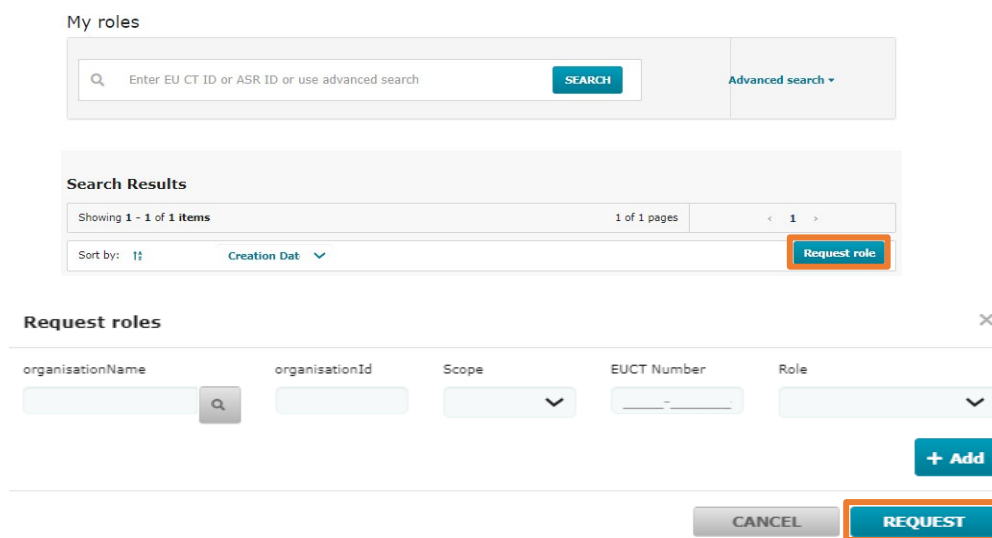 My roles
Enter EU CT ID or ASR ID or use advanced search SEARCH Advanced search
Search Results
Showing 1 - 1 of 1 items 1 of 1 pages < 1 >
Sort by: Creation Dat Request role
Request roles ×
organisationName organisationId Scope EUCT Number Role
_____-________
+ Add
CANCEL REQUEST